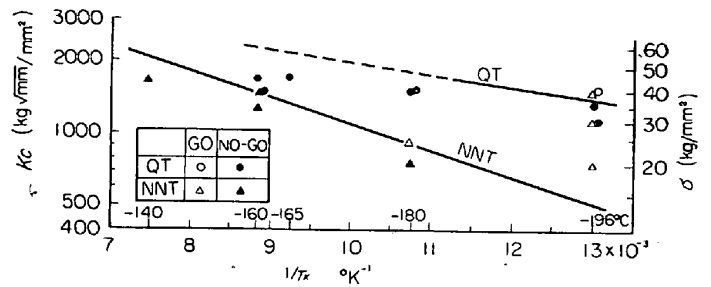 3000
2000
1000
500
400
Kc (kg√mm/mm²)
60
50
40
30
20
σ (kg/mm²)
QT
NNT
GO NO-GO
QT
NNT
-140 -160 -165 -180 -196°C
7 8 9 10 11 12 13×10⁻³
1/Tk °K⁻¹